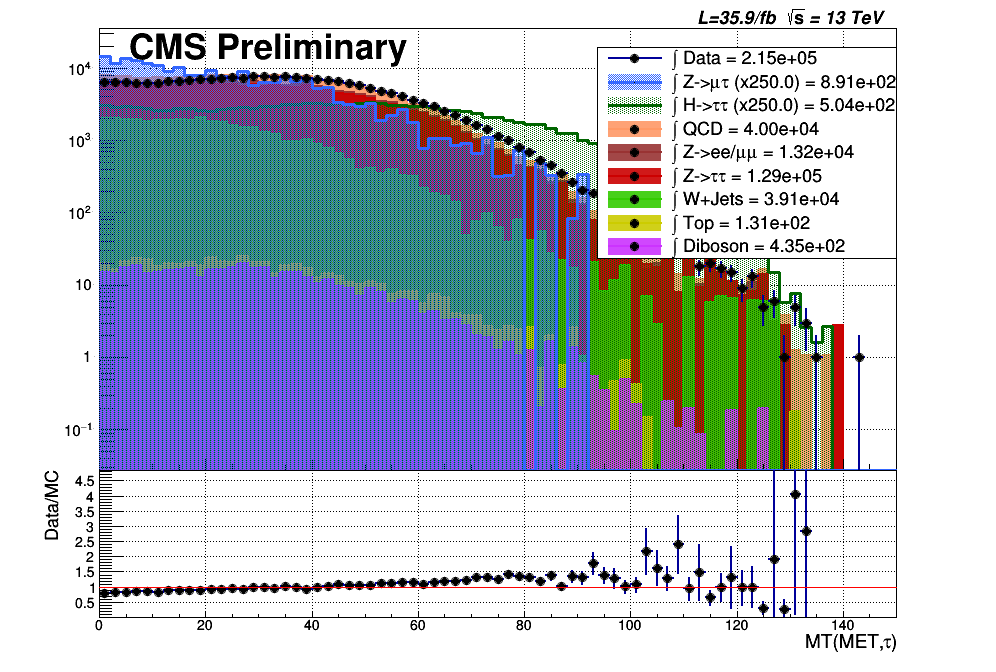 L=35.9/fb √s = 13 TeV
CMS Preliminary
∫ Data = 2.15e+05
∫ Z->μτ (x250.0) = 8.91e+02
∫ H->ττ (x250.0) = 5.04e+02
∫ QCD = 4.00e+04
∫ Z->ee/μμ = 1.32e+04
∫ Z->ττ = 1.29e+05
∫ W+Jets = 3.91e+04
∫ Top = 1.31e+02
∫ Diboson = 4.35e+02
10⁴
10³
10²
10
1
10⁻¹
Data/MC
4.5
4
3.5
3
2.5
2
1.5
1
0.5
0 20 40 60 80 100 120 140
MT(MET,τ)